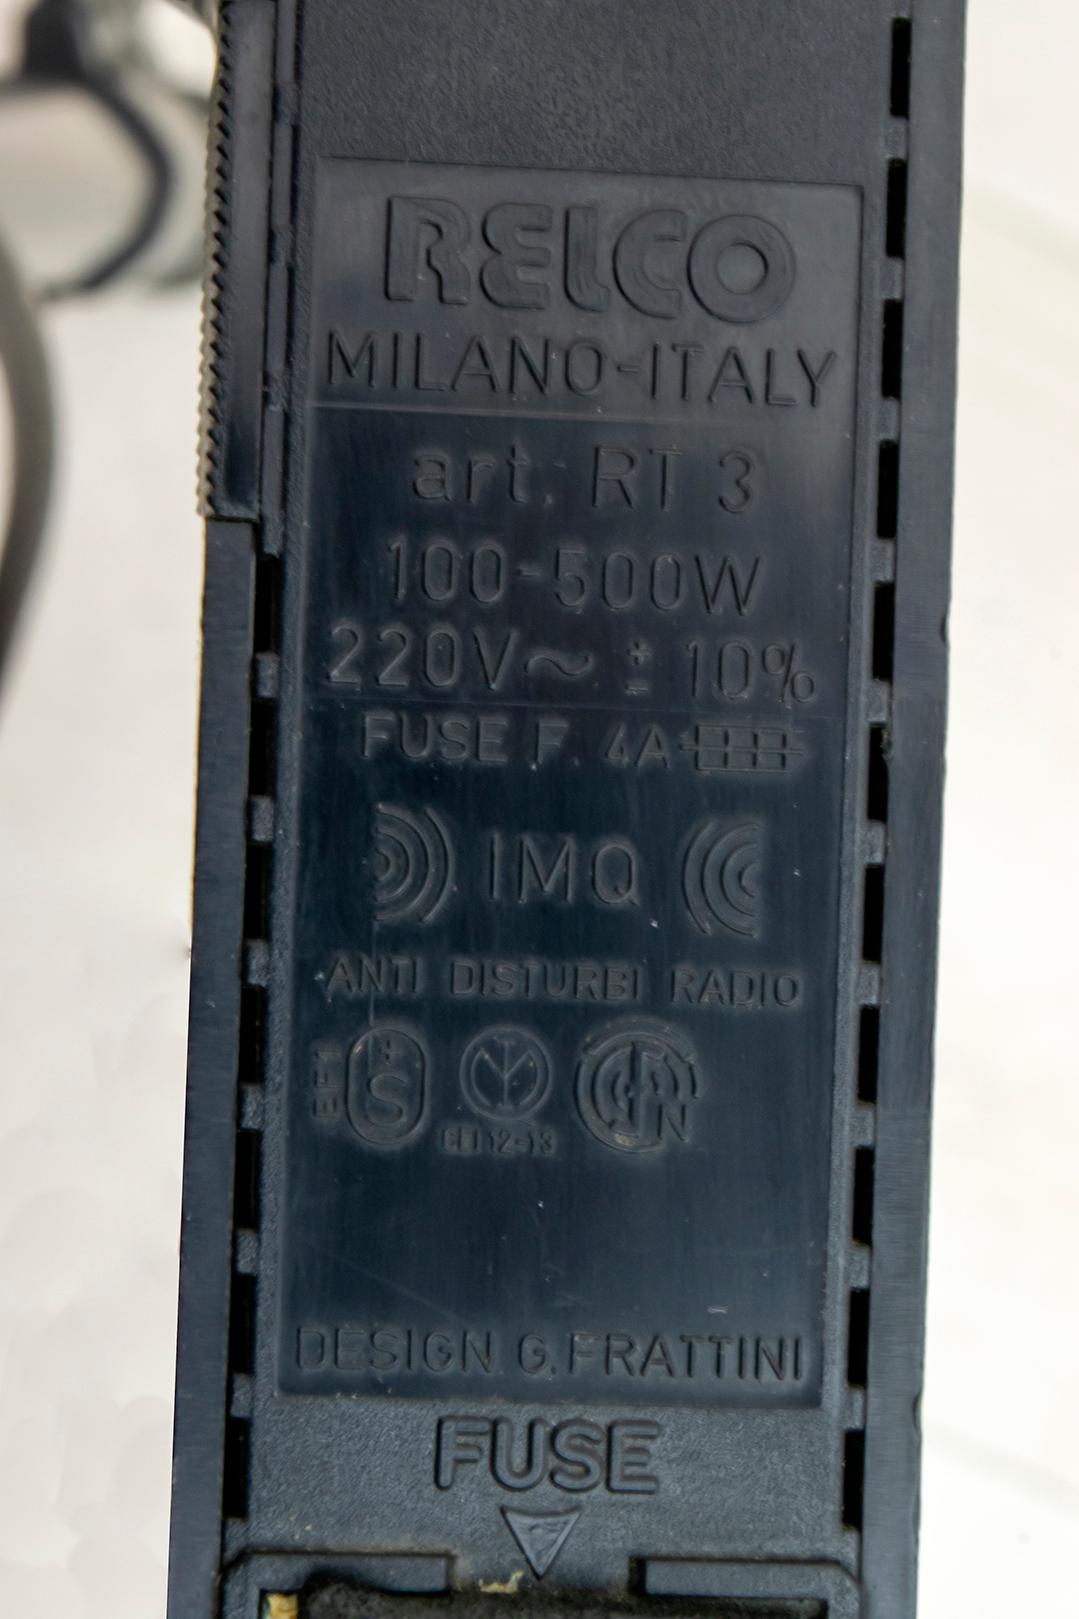 RELCO
MILANO-ITALY
art. RT 3
100-500W
220V~ ± 10%
FUSE F. 4A
IMQ
ANTI DISTURBI RADIO
S
CEI 12-13
DESIGN G. FRATTINI
FUSE